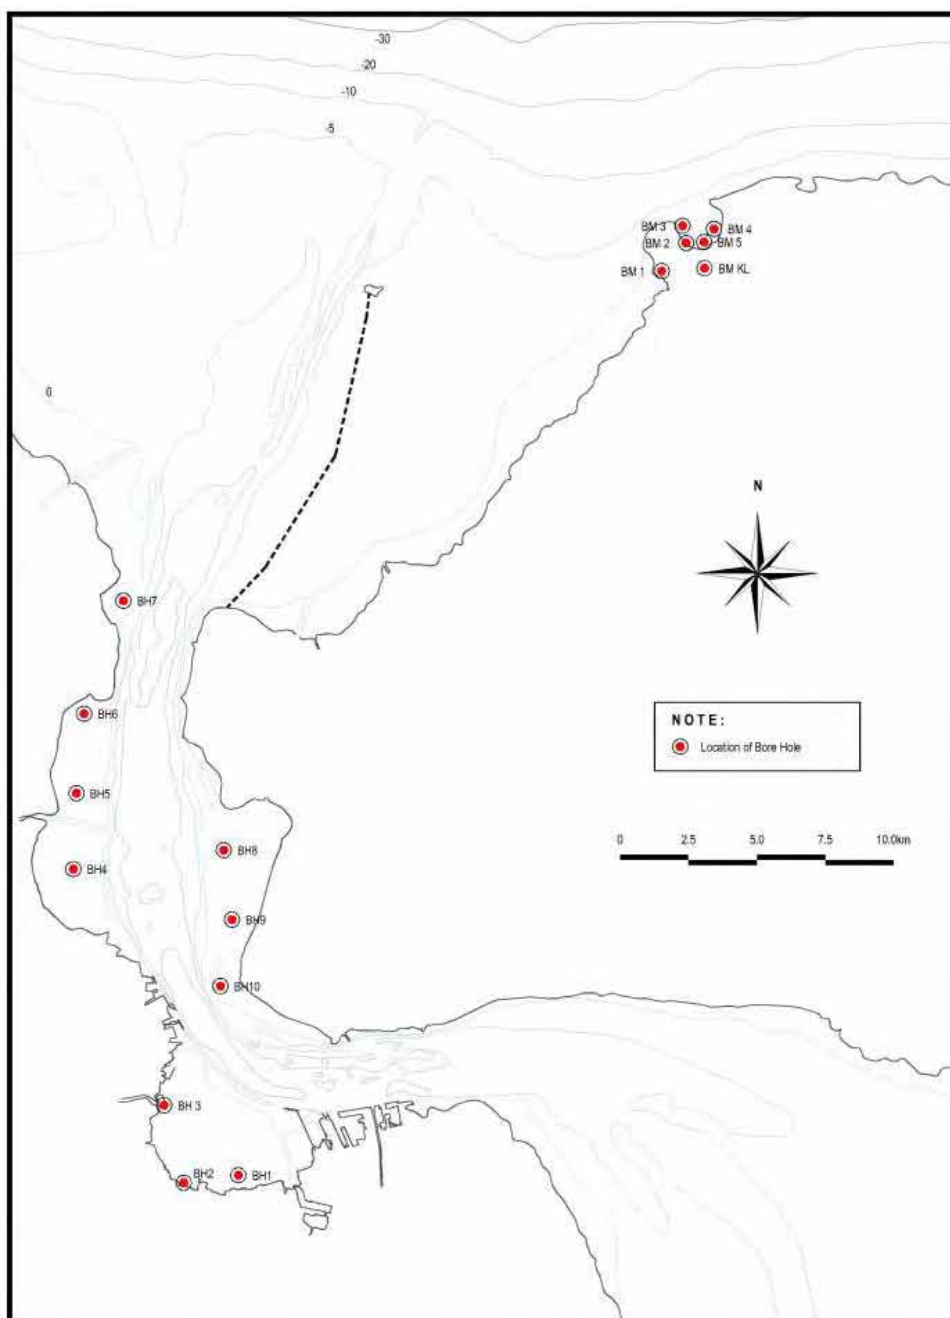 -30
-20
-10
-5
BM 3
BM 4
BM 2
BM 5
BM 1
BM KL
0
N
BH7
NOTE:
Location of Bore Hole
BH6
BH5
0 2.5 5.0 7.5 10.0km
BH8
BH4
BH9
BH10
BH 3
BH2
BH1